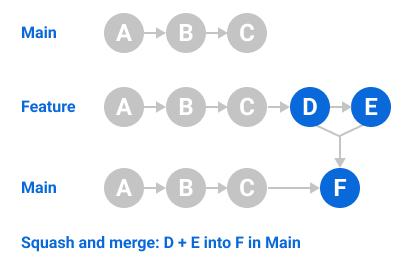 Main A B C
Feature A B C D E
Main A B C F
Squash and merge: D + E into F in Main